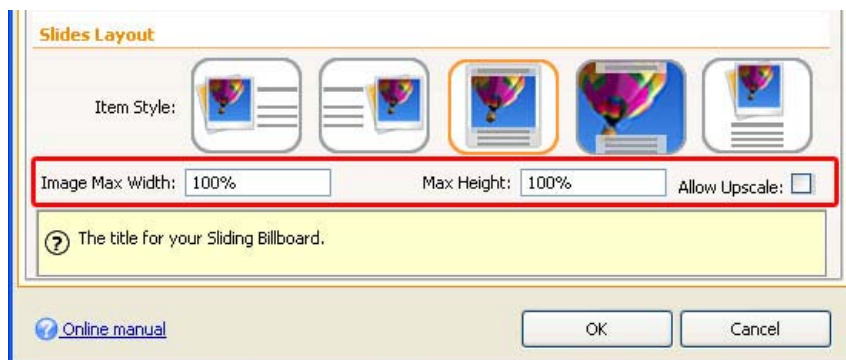 Slides Layout
Item Style:
Image Max Width: 100% Max Height: 100% Allow Upscale:
? The title for your Sliding Billboard.
? Online manual OK Cancel